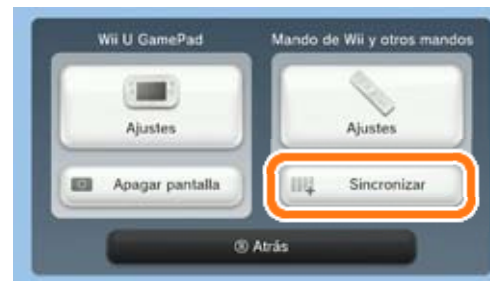 Wii U GamePad
Mando de Wii y otros mandos
Ajustes
Ajustes
Apagar pantalla
Sincronizar
Ⓑ Atrás